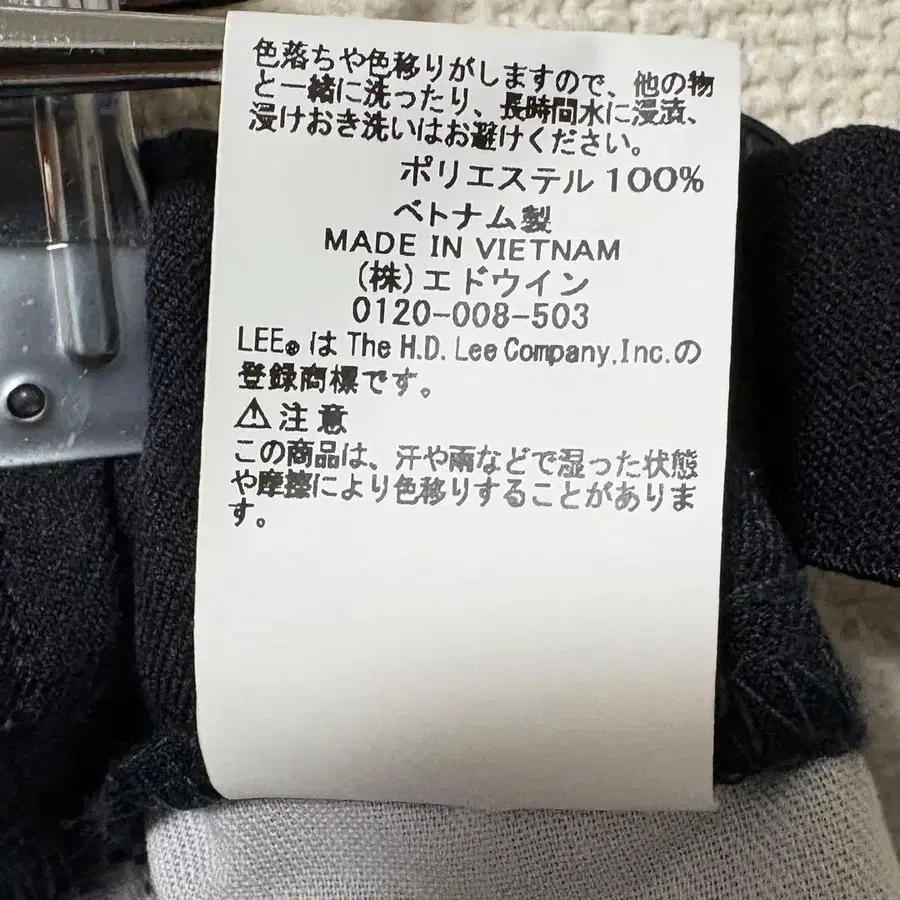 色落ちや色移りがしますので、他の物
と一緒に洗ったり、長時間水に浸漬、
浸けおき洗いはお避けください。
ポリエステル 100%
ベトナム製
MADE IN VIETNAM
(株)エドウイン
0120-008-503
LEE® は The H.D. Lee Company, Inc. の
登録商標です。
⚠注意
この商品は、汗や雨などで湿った状態
や摩擦により色移りすることがありま
す。